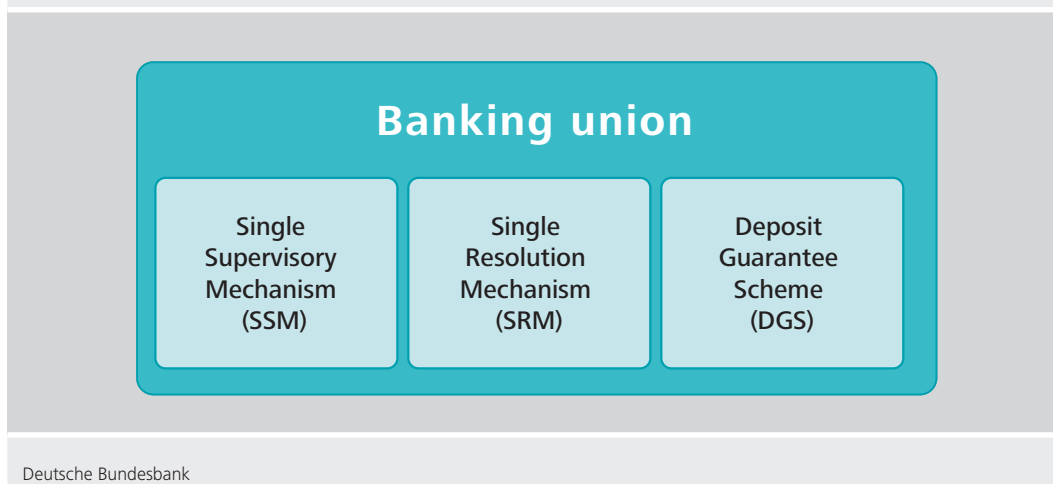 Banking union
Single
Supervisory
Mechanism
(SSM)
Single
Resolution
Mechanism
(SRM)
Deposit
Guarantee
Scheme
(DGS)
Deutsche Bundesbank